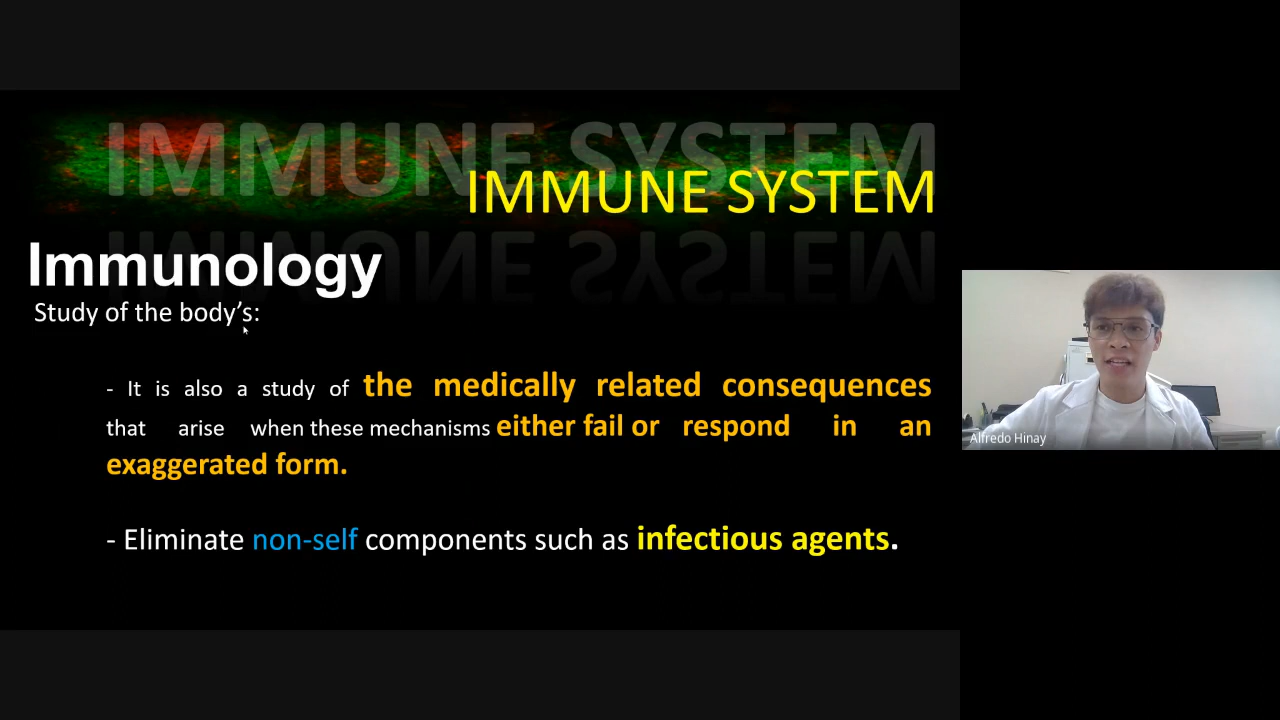 IMMUNE SYSTEM
IMMUNE SYSTEM
Immunology
Study of the body’s:
- It is also a study of the medically related consequences
that arise when these mechanisms either fail or respond in an
exaggerated form.
- Eliminate non-self components such as infectious agents.
Alfredo Hinay